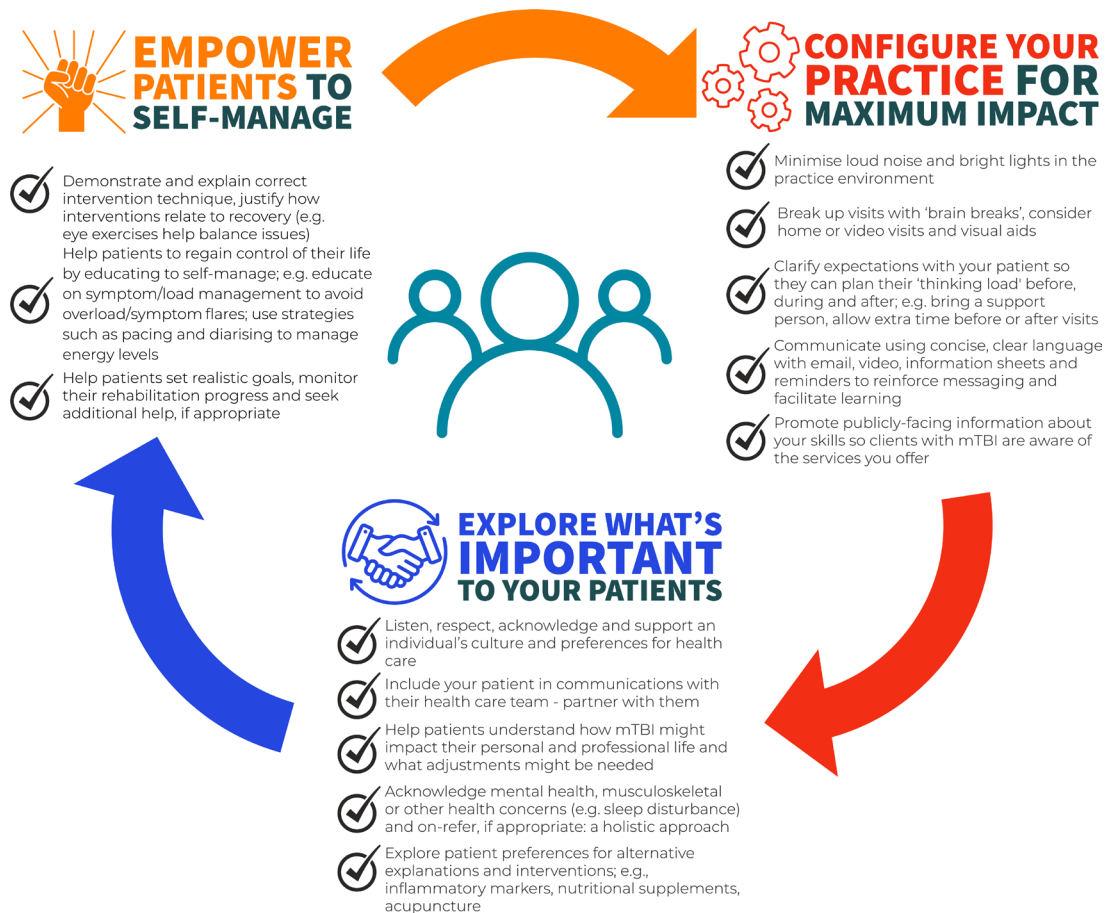 EMPOWER
PATIENTS TO
SELF-MANAGE
Demonstrate and explain correct
intervention technique, justify how
interventions relate to recovery (e.g.
eye exercises help balance issues)
Help patients to regain control of their life
by educating to self-manage; e.g. educate
on symptom/load management to avoid
overload/symptom flares; use strategies
such as pacing and diarising to manage
energy levels
Help patients set realistic goals, monitor
their rehabilitation progress and seek
additional help, if appropriate
CONFIGURE YOUR
PRACTICE FOR
MAXIMUM IMPACT
Minimise loud noise and bright lights in the
practice environment
Break up visits with ‘brain breaks’, consider
home or video visits and visual aids
Clarify expectations with your patient so
they can plan their ‘thinking load' before,
during and after; e.g. bring a support
person, allow extra time before or after visits
Communicate using concise, clear language
with email, video, information sheets and
reminders to reinforce messaging and
facilitate learning
Promote publicly-facing information about
your skills so clients with mTBI are aware of
the services you offer
EXPLORE WHAT’S
IMPORTANT
TO YOUR PATIENTS
Listen, respect, acknowledge and support an
individual’s culture and preferences for health
care
Include your patient in communications with
their health care team - partner with them
Help patients understand how mTBI might
impact their personal and professional life and
what adjustments might be needed
Acknowledge mental health, musculoskeletal
or other health concerns (e.g. sleep disturbance)
and on-refer, if appropriate: a holistic approach
Explore patient preferences for alternative
explanations and interventions; e.g.,
inflammatory markers, nutritional supplements,
acupuncture